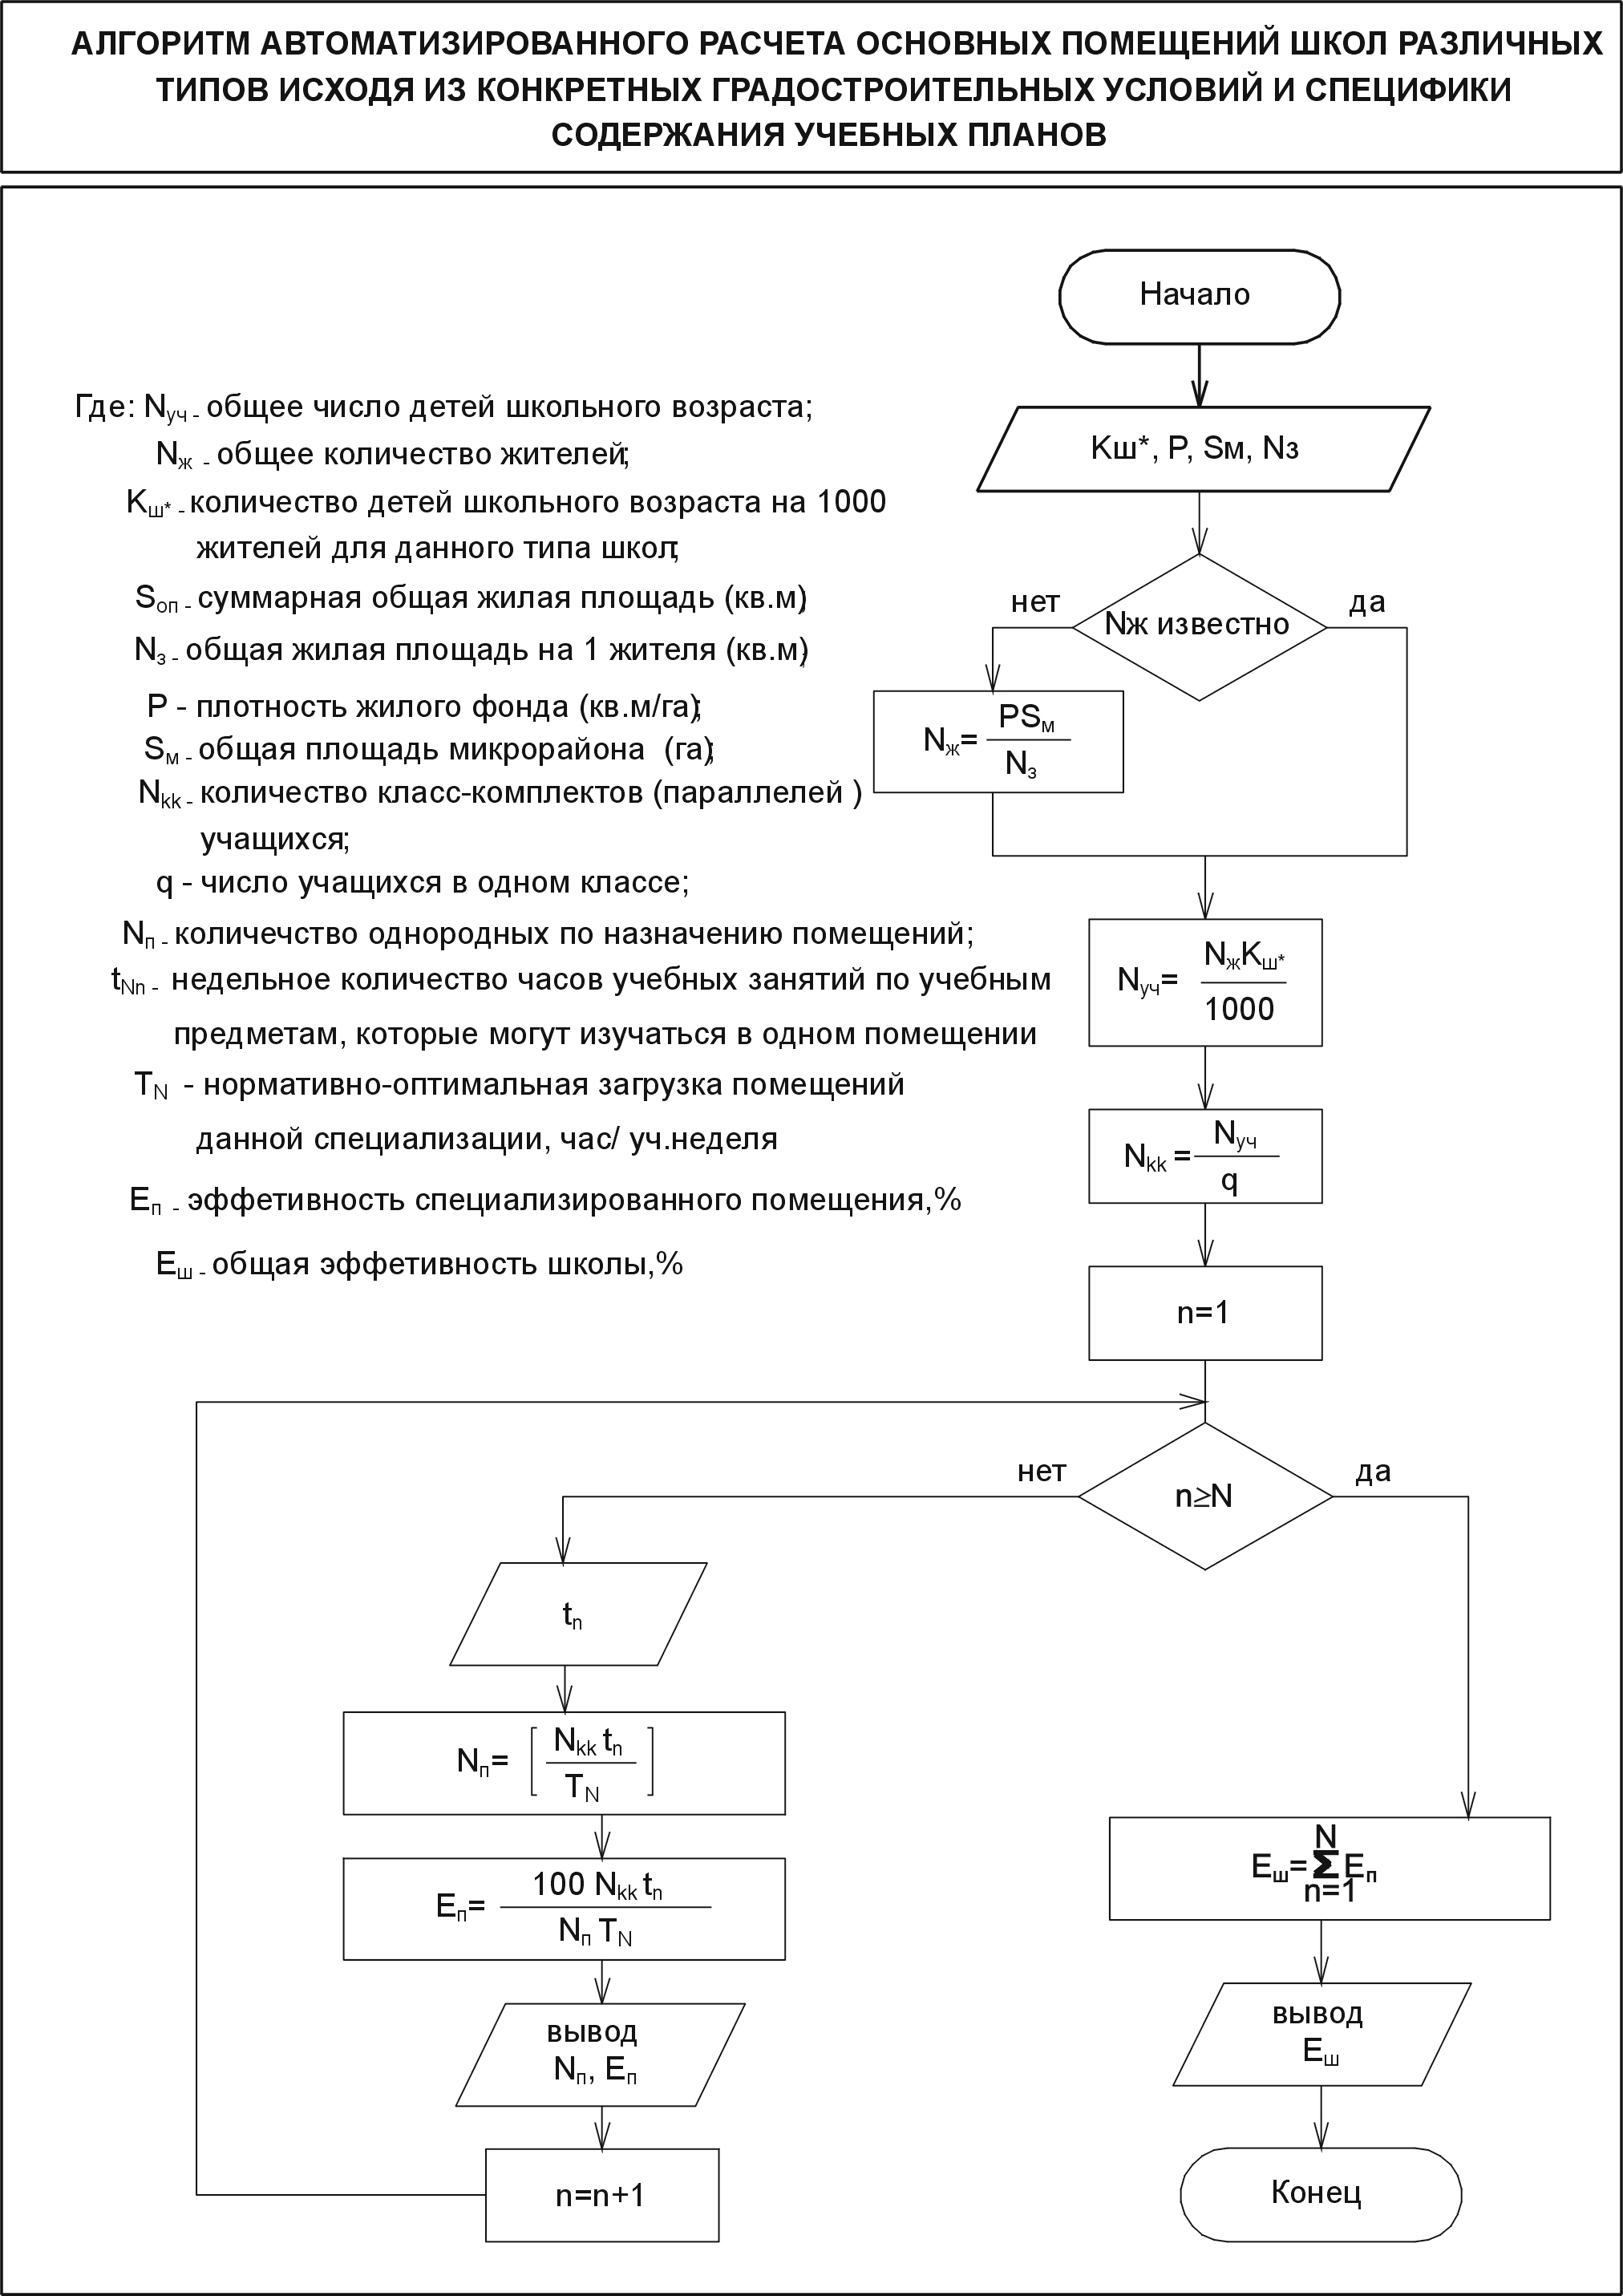 АЛГОРИТМ АВТОМАТИЗИРОВАННОГО РАСЧЕТА ОСНОВНЫХ ПОМЕЩЕНИЙ ШКОЛ РАЗЛИЧНЫХ
ТИПОВ ИСХОДЯ ИЗ КОНКРЕТНЫХ ГРАДОСТРОИТЕЛЬНЫХ УСЛОВИЙ И СПЕЦИФИКИ
СОДЕРЖАНИЯ УЧЕБНЫХ ПЛАНОВ
Где: Nуч - общее число детей школьного возраста;
Nж - общее количество жителей;
Kш* - количество детей школьного возраста на 1000
жителей для данного типа школ;
Sоп - суммарная общая жилая площадь (кв.м);
Nз - общая жилая площадь на 1 жителя (кв.м);
P - плотность жилого фонда (кв.м/га);
Sм - общая площадь микрорайона (га);
Nkk - количество класс-комплектов (параллелей )
учащихся;
q - число учащихся в одном классе;
Nп - количечство однородных по назначению помещений;
tNn - недельное количество часов учебных занятий по учебным
предметам, которые могут изучаться в одном помещении
TN - нормативно-оптимальная загрузка помещений
данной специализации, час/ уч.неделя
Eп - эффетивность специализированного помещения,%
Eш - общая эффетивность школы,%
Начало
Kш*, P, Sм, Nз
Nж известно
нет
да
Nж= PSм
Nз
Nуч= NжKш*
1000
Nkk = Nуч
q
n=1
n≥N
нет
да
tn
Nп= [ Nkk tn
TN ]
Eп= 100 Nkk tn
Nп TN
вывод
Nп, Eп
n=n+1
N
Eш=Σ Eп
n=1
вывод
Eш
Конец